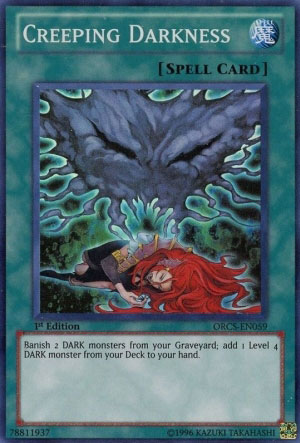 CREEPING DARKNESS
魔
[SPELL CARD]
1st Edition
ORCS-EN059
Banish 2 DARK monsters from your Graveyard; add 1 Level 4
DARK monster from your Deck to your hand.
78811937
©1996 KAZUKI TAKAHASHI